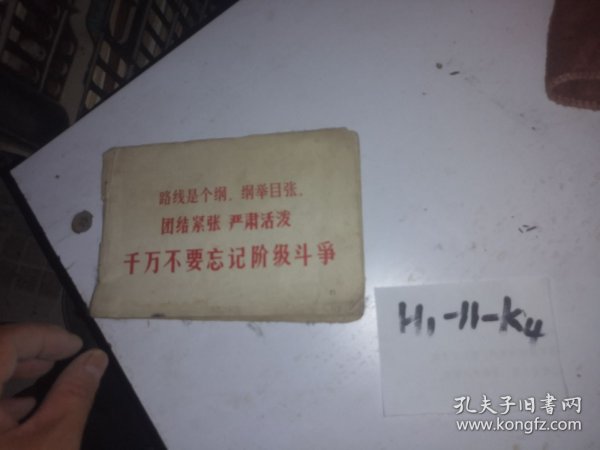 路线是个纲，纲举目张。
团结紧张 严肃活泼
千万不要忘记阶级斗爭
H1-11-K4
孔夫子旧书网
www.kongfz.com